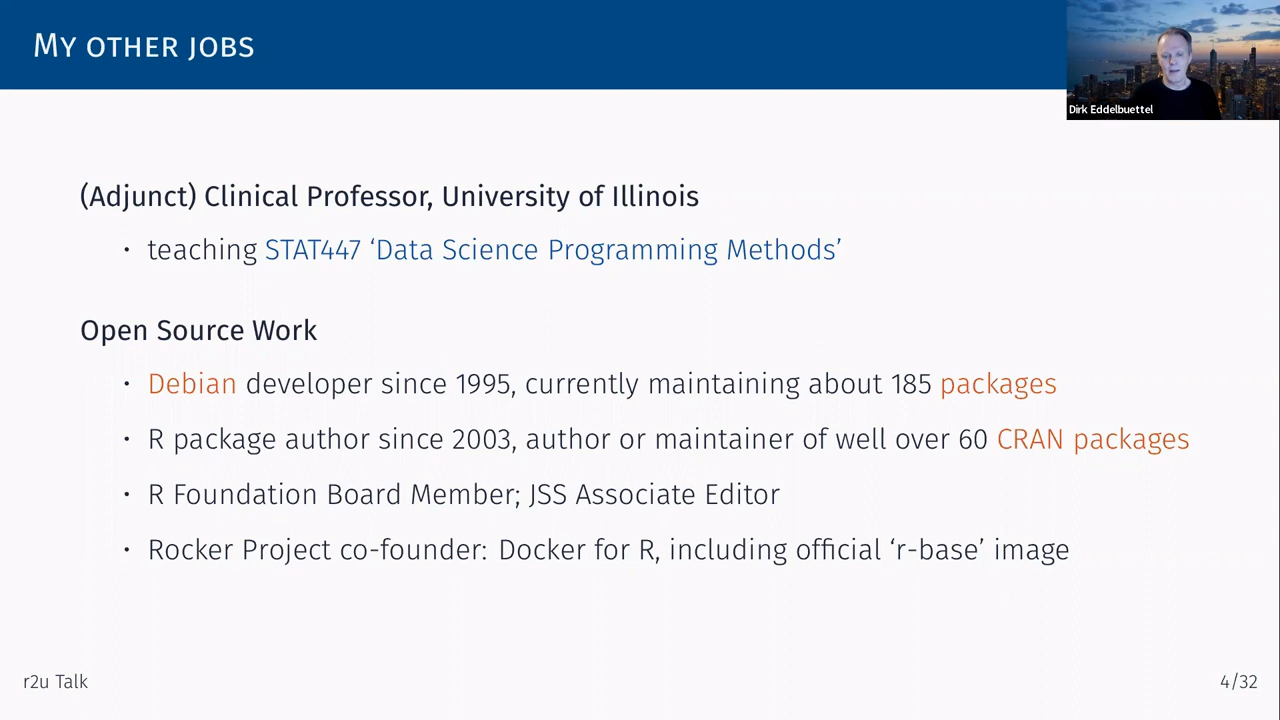 My other jobs
Dirk Eddelbuettel
(Adjunct) Clinical Professor, University of Illinois
· teaching STAT447 ‘Data Science Programming Methods’
Open Source Work
· Debian developer since 1995, currently maintaining about 185 packages
· R package author since 2003, author or maintainer of well over 60 CRAN packages
· R Foundation Board Member; JSS Associate Editor
· Rocker Project co-founder: Docker for R, including official ‘r-base’ image
r2u Talk
4/32